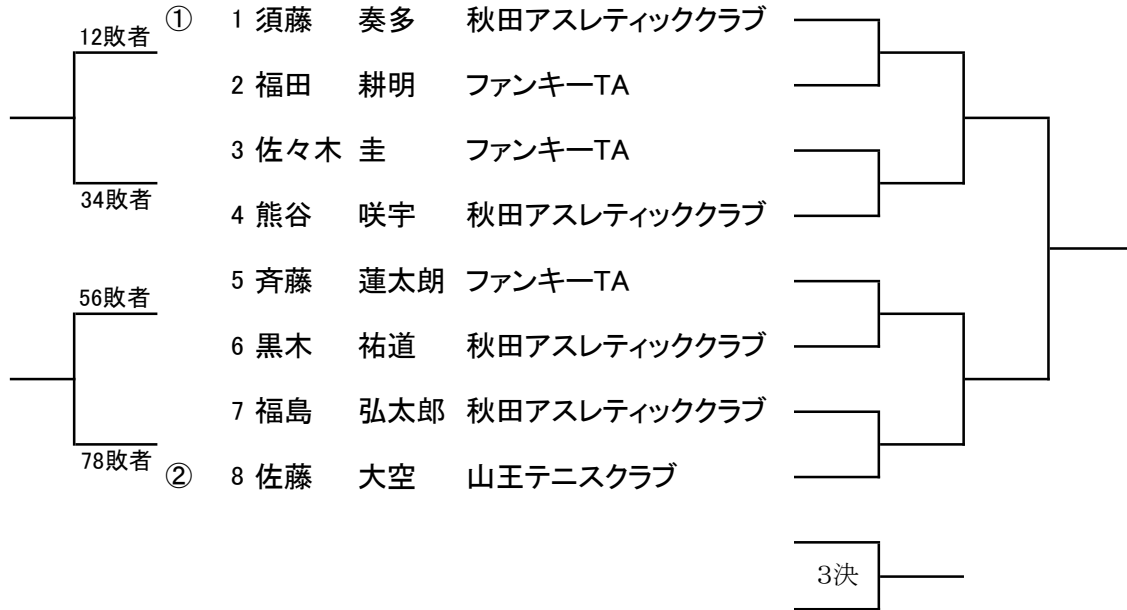 ① 1 須藤 奏多 秋田アスレティッククラブ
12敗者
2 福田 耕明 ファンキーTA
3 佐々木 圭 ファンキーTA
34敗者
4 熊谷 咲宇 秋田アスレティッククラブ
5 斉藤 蓮太朗 ファンキーTA
56敗者
6 黒木 祐道 秋田アスレティッククラブ
7 福島 弘太郎 秋田アスレティッククラブ
78敗者
② 8 佐藤 大空 山王テニスクラブ
3決